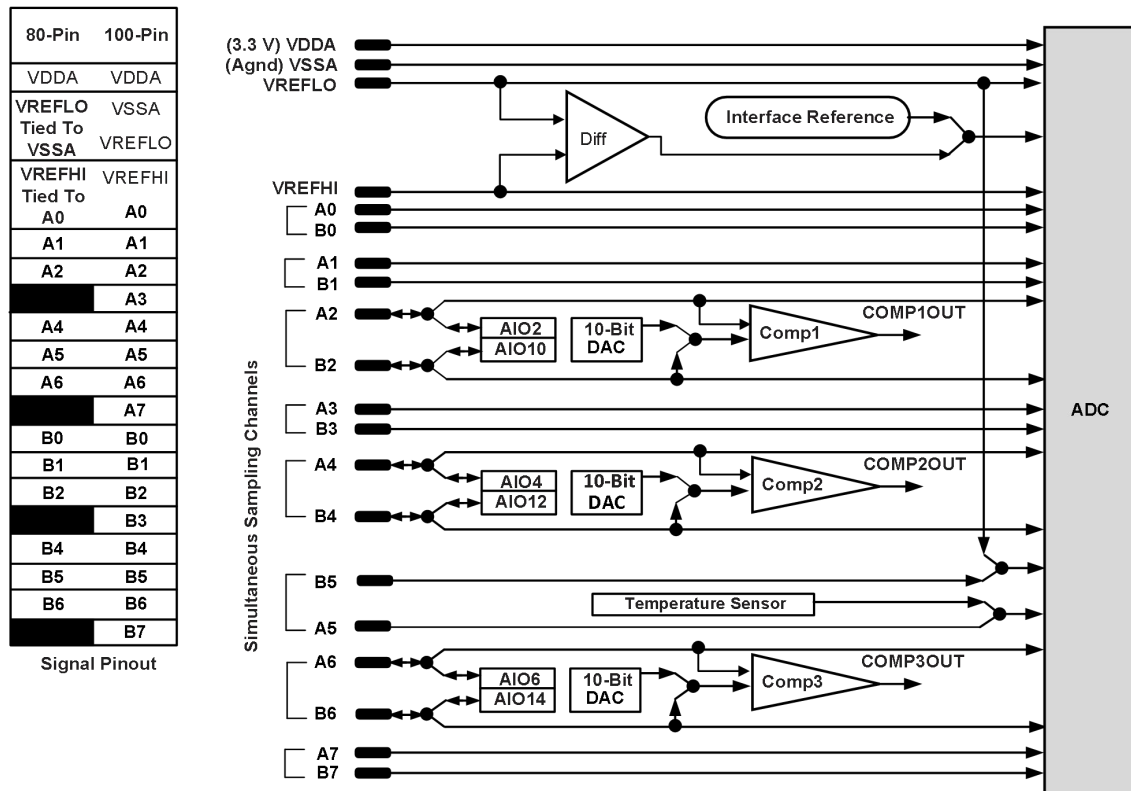 80-Pin 100-Pin
VDDA VDDA
VREFLO VSSA
Tied To
VSSA VREFLO
VREFHI VREFHI
Tied To
A0 A0
A1 A1
A2 A2
A3
A4 A4
A5 A5
A6 A6
A7
B0 B0
B1 B1
B2 B2
B3
B4 B4
B5 B5
B6 B6
B7
Signal Pinout
(3.3 V) VDDA
(Agnd) VSSA
VREFLO
Interface Reference
Diff
VREFHI
A0
B0
A1
B1
A2
AIO2
AIO10
10-Bit
DAC
Comp1
COMP1OUT
B2
Simultaneous Sampling Channels
A3
B3
A4
AIO4
AIO12
10-Bit
DAC
Comp2
COMP2OUT
B4
B5
Temperature Sensor
A5
A6
AIO6
AIO14
10-Bit
DAC
Comp3
COMP3OUT
B6
A7
B7
ADC